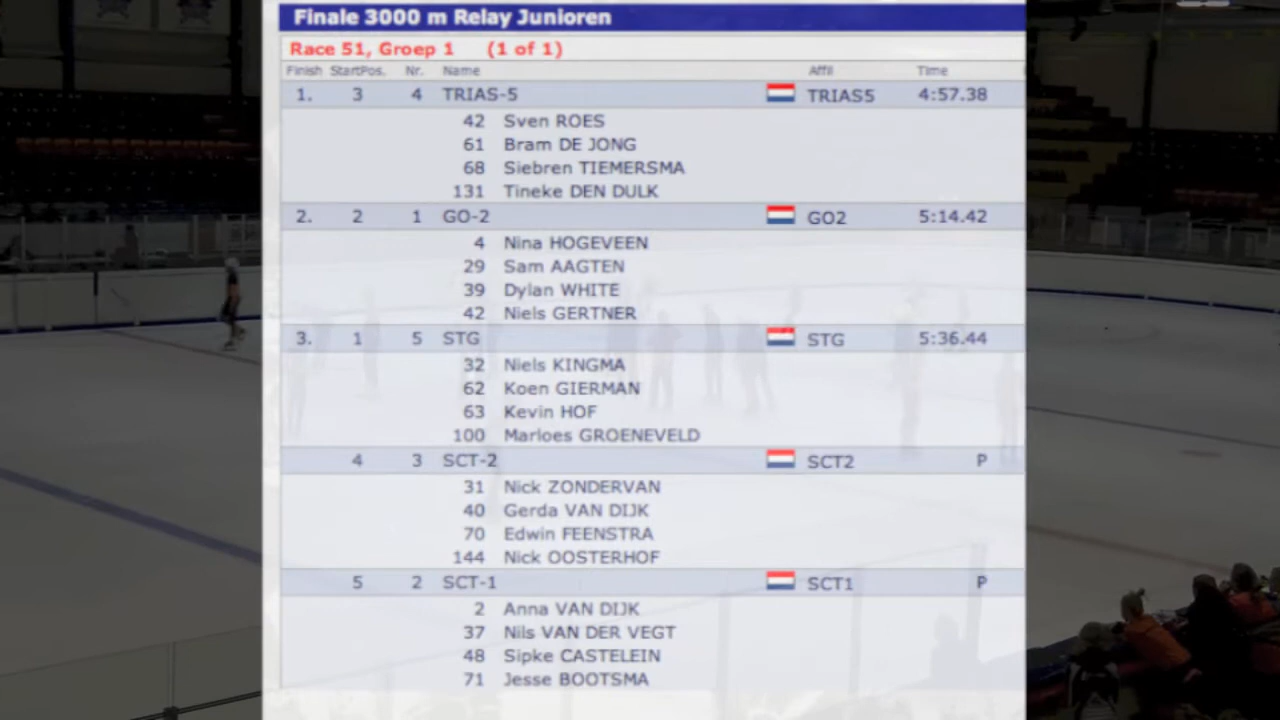 Finale 3000 m Relay Junioren
Race 51, Groep 1 (1 of 1)
Finish StartPos. Nr. Name Affil Time
1. 3 4 TRIAS-5 TRIAS5 4:57.38
42 Sven ROES
61 Bram DE JONG
68 Siebren TIEMERSMA
131 Tineke DEN DULK
2. 2 1 GO-2 GO2 5:14.42
4 Nina HOGEVEEN
29 Sam AAGTEN
39 Dylan WHITE
42 Niels GERTNER
3. 1 5 STG STG 5:36.44
32 Niels KINGMA
62 Koen GIERMAN
63 Kevin HOF
100 Marloes GROENEVELD
4 3 SCT-2 SCT2 P
31 Nick ZONDERVAN
40 Gerda VAN DIJK
70 Edwin FEENSTRA
144 Nick OOSTERHOF
5 2 SCT-1 SCT1 P
2 Anna VAN DIJK
37 Nils VAN DER VEGT
48 Sipke CASTELEIN
71 Jesse BOOTSMA